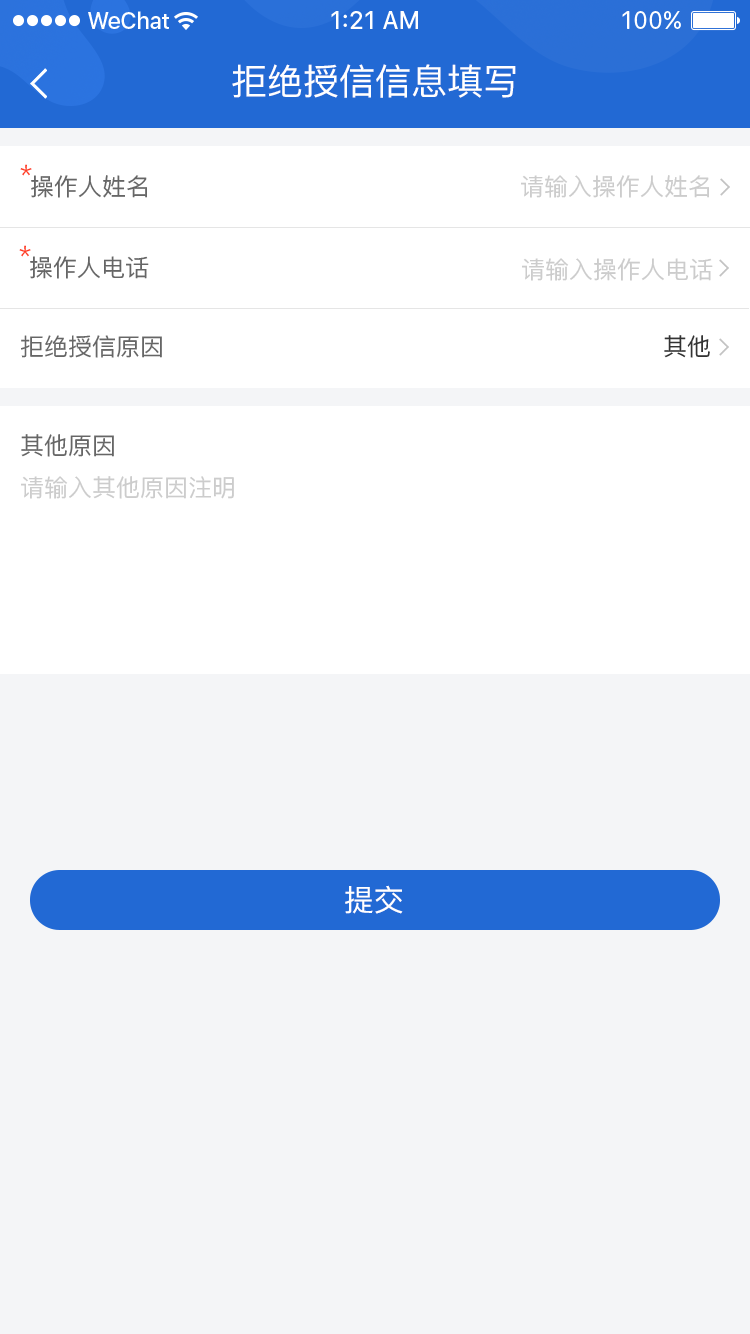 WeChat 1:21 AM 100%
拒绝授信信息填写
*操作人姓名 请输入操作人姓名
*操作人电话 请输入操作人电话
拒绝授信原因 其他
其他原因
请输入其他原因注明
提交